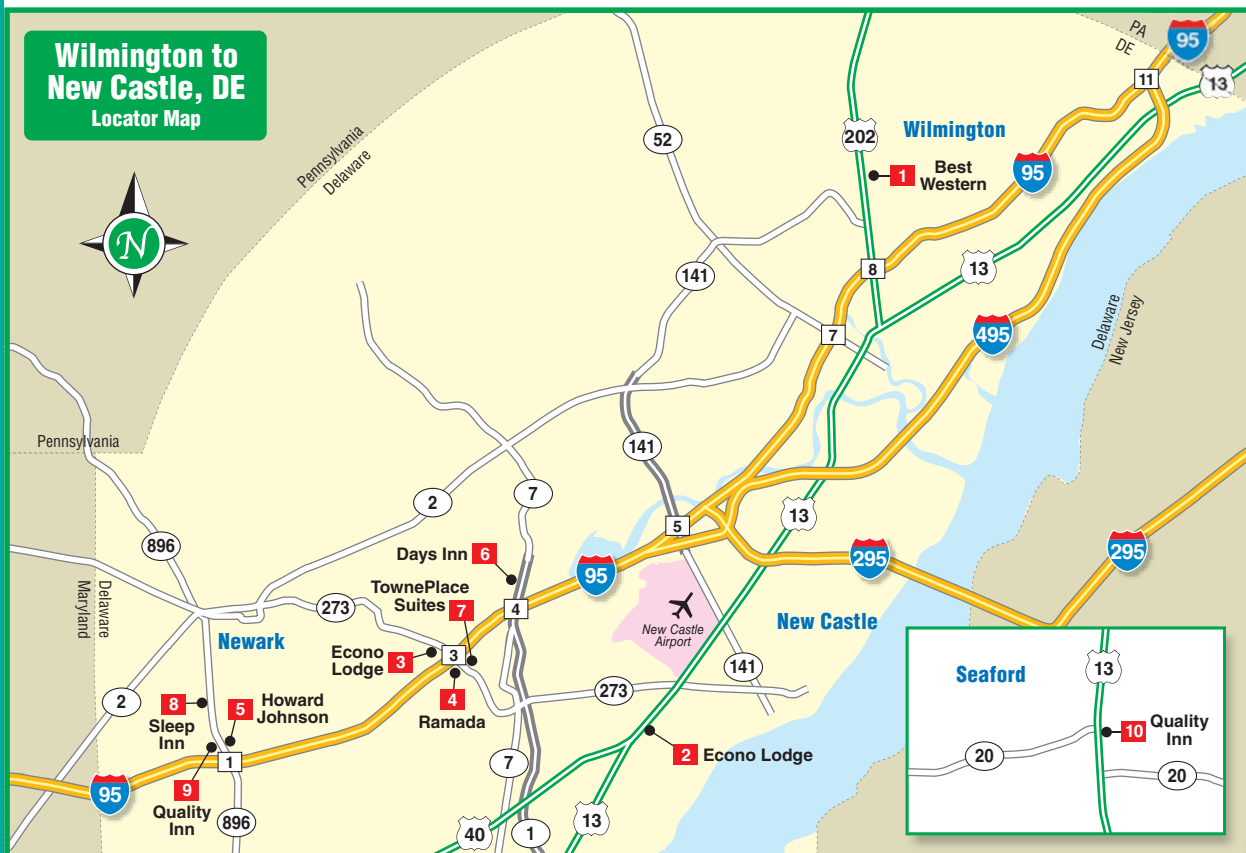 Wilmington to
New Castle, DE
Locator Map
N
PA
DE
95
11
13
52
202
Wilmington
1
Best
Western
95
Pennsylvania
Delaware
141
8
13
7
495
Delaware
New Jersey
Pennsylvania
141
2
7
13
5
896
Days Inn
6
95
295
295
TownePlace
Suites
7
4
New Castle
Airport
New Castle
Delaware
Maryland
273
Newark
Econo
Lodge
3
3
141
4
Ramada
273
2
8
Sleep
Inn
5
Howard
Johnson
1
2
Econo Lodge
7
95
9
Quality
Inn
896
40
13
1
Seaford
13
10
Quality
Inn
20
20